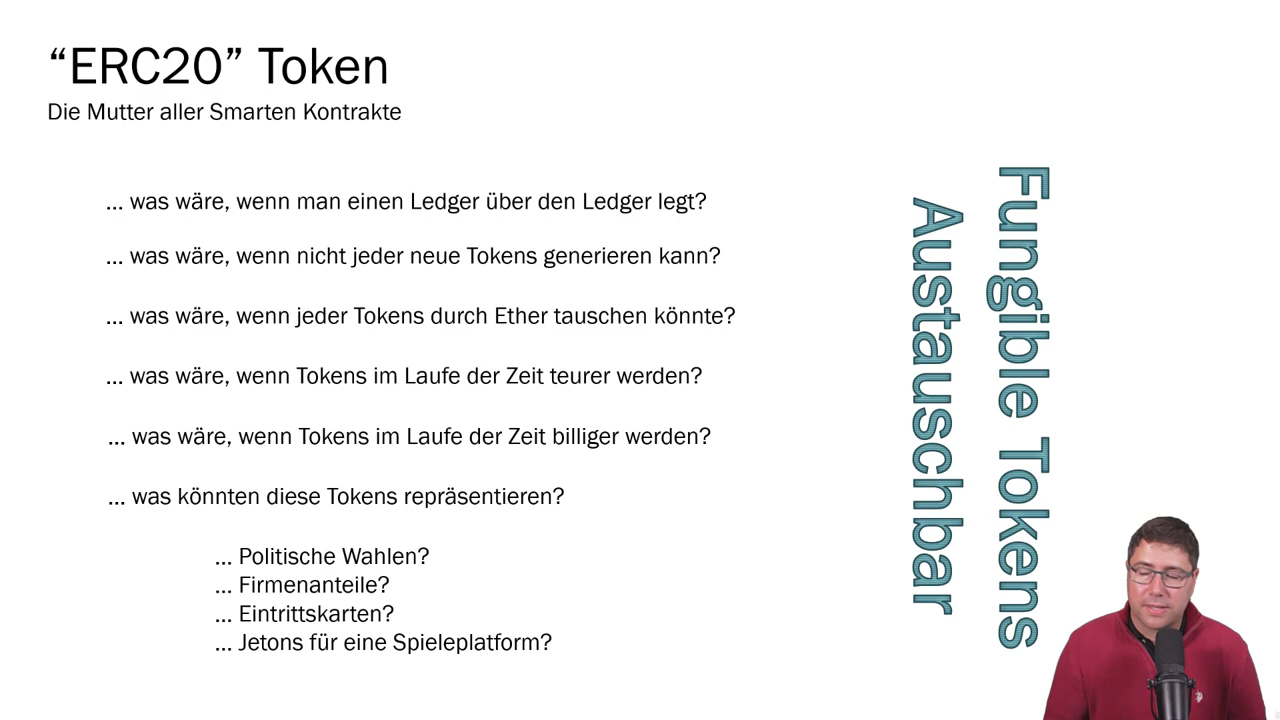 “ERC20” Token
Die Mutter aller Smarten Kontrakte
... was wäre, wenn man einen Ledger über den Ledger legt?
... was wäre, wenn nicht jeder neue Tokens generieren kann?
... was wäre, wenn jeder Tokens durch Ether tauschen könnte?
... was wäre, wenn Tokens im Laufe der Zeit teurer werden?
... was wäre, wenn Tokens im Laufe der Zeit billiger werden?
... was könnten diese Tokens repräsentieren?
... Politische Wahlen?
... Firmenanteile?
... Eintrittskarten?
... Jetons für eine Spieleplatform?
Fungible Tokens
Austauschbar